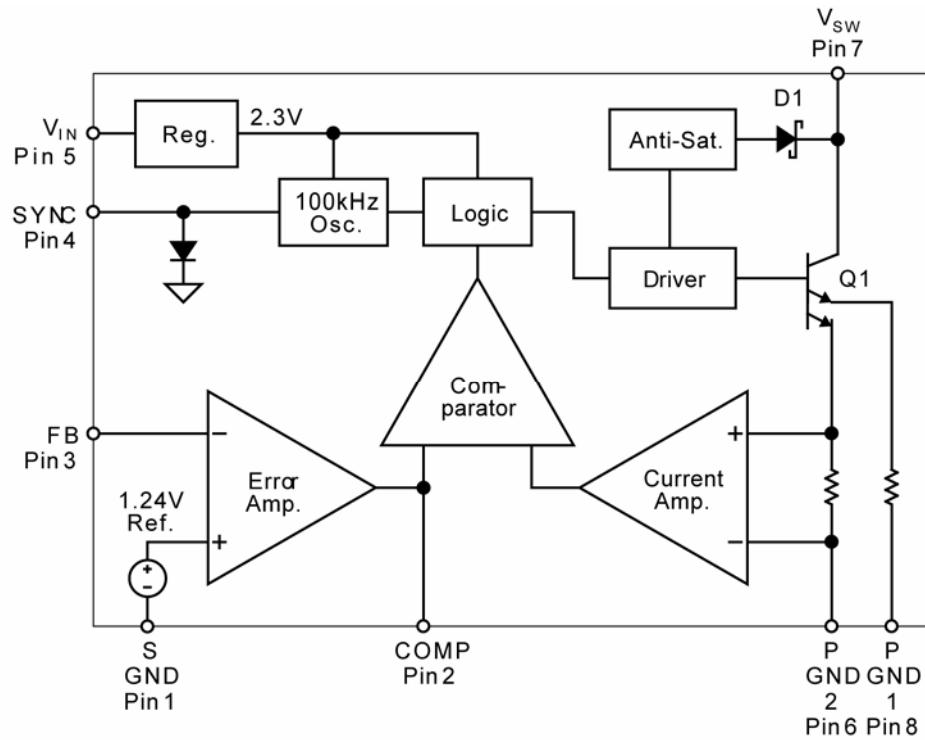 VSW
Pin 7
D1
VIN
Pin 5
Reg.
2.3V
Anti-Sat.
SYNC
Pin 4
100kHz
Osc.
Logic
Driver
Q1
Com-
parator
FB
Pin 3
−
Error
Amp.
+
1.24V
Ref.
+
−
+
Current
Amp.
−
S
GND
Pin 1
COMP
Pin 2
P
GND
2
Pin 6
P
GND
1
Pin 8